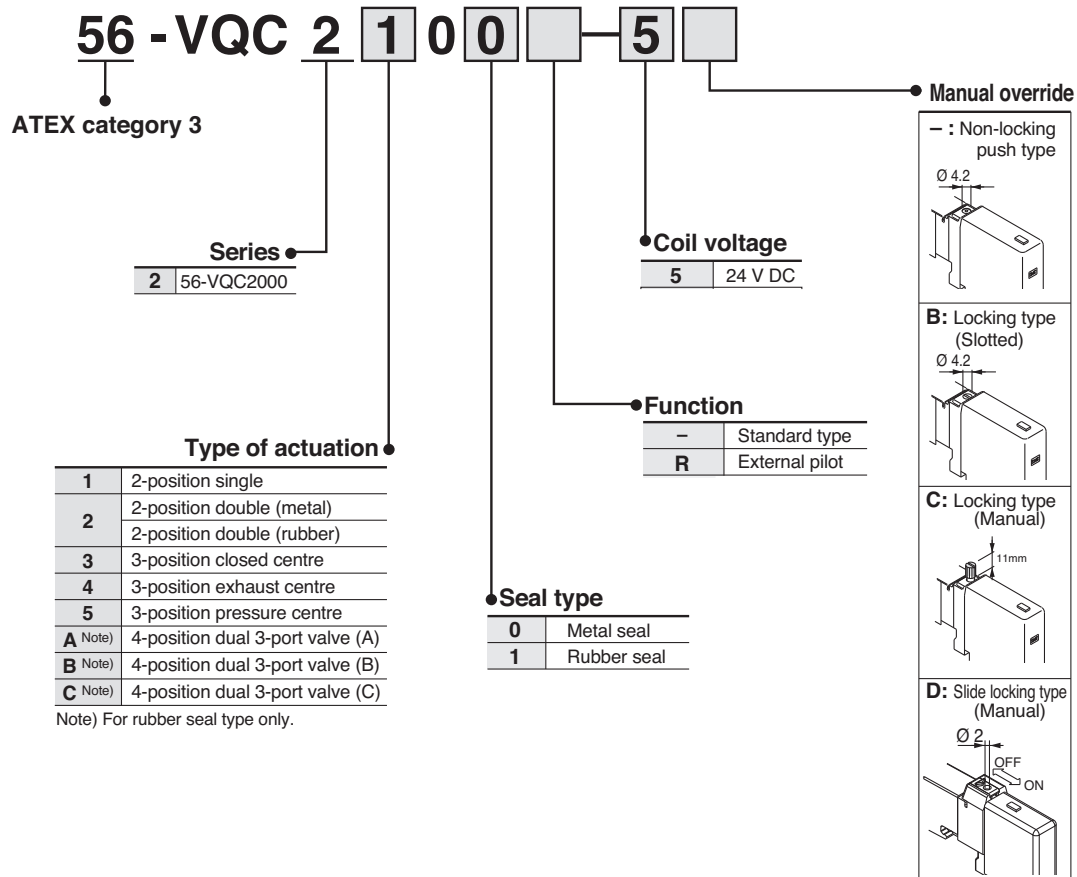 56 - VQC 2 1 0 0 – 5
ATEX category 3
Series
2 56-VQC2000
Type of actuation
1 2-position single
2 2-position double (metal)
2-position double (rubber)
3 3-position closed centre
4 3-position exhaust centre
5 3-position pressure centre
A Note) 4-position dual 3-port valve (A)
B Note) 4-position dual 3-port valve (B)
C Note) 4-position dual 3-port valve (C)
Note) For rubber seal type only.
Seal type
0 Metal seal
1 Rubber seal
Function
– Standard type
R External pilot
Coil voltage
5 24 V DC
Manual override
– : Non-locking
push type
Ø 4.2
B: Locking type
(Slotted)
Ø 4.2
C: Locking type
(Manual)
11mm
D: Slide locking type
(Manual)
Ø 2
OFF
ON